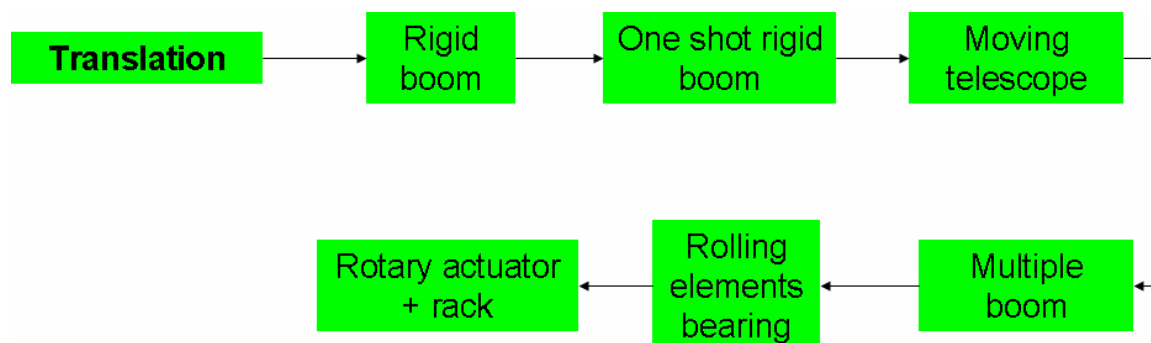 Translation
Rigid
boom
One shot rigid
boom
Moving
telescope
Multiple
boom
Rolling
elements
bearing
Rotary actuator
+ rack